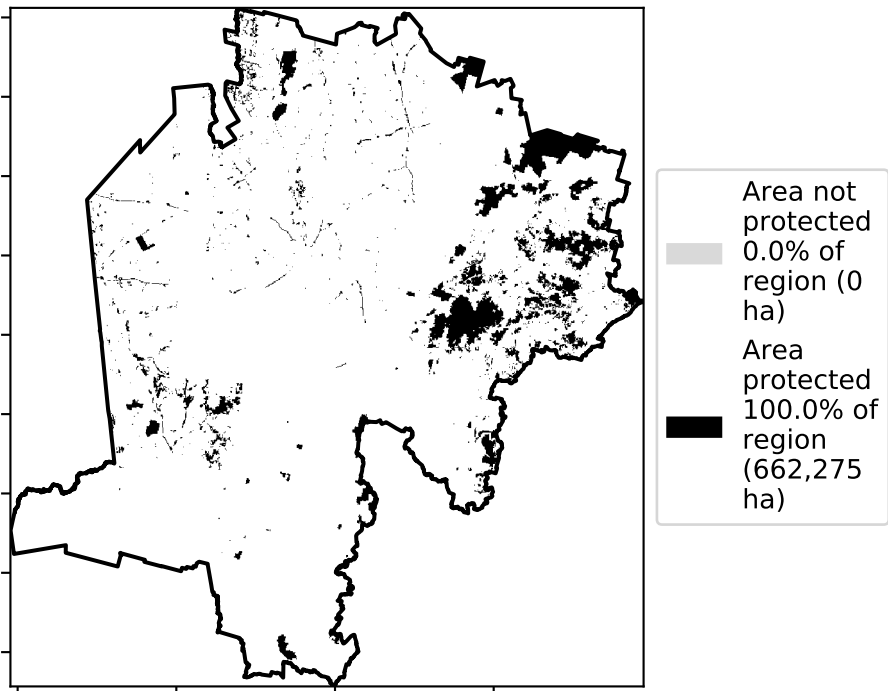 Area not
protected
0.0% of
region (0
ha)
Area
protected
100.0% of
region
(662,275
ha)